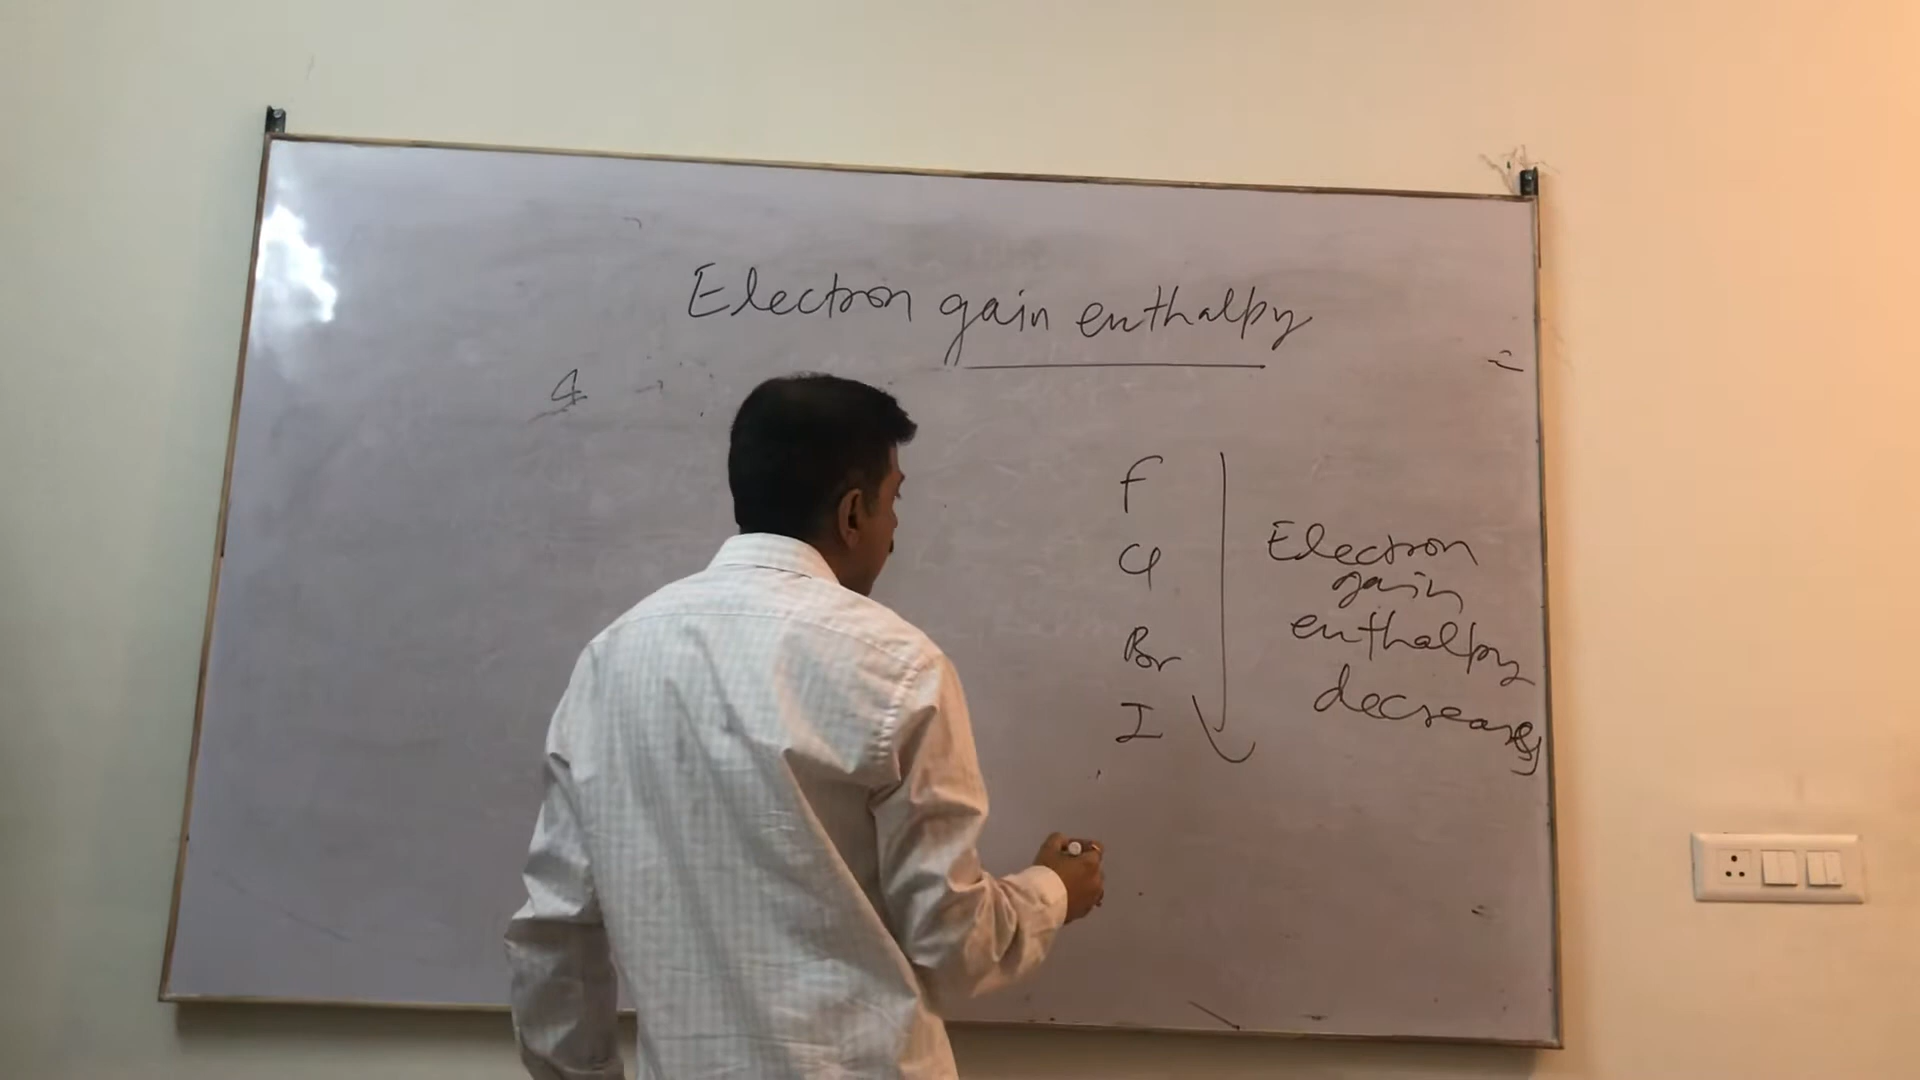 Electron gain enthalpy
F
Cl
Br
I
Electron
gain
enthalpy
decreases